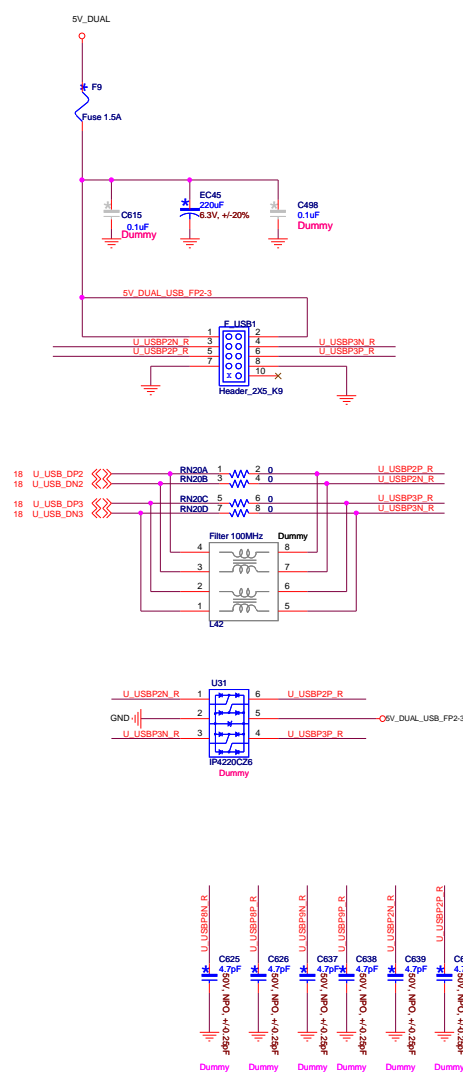 5V_DUAL
F9
Fuse 1.5A
C615
0.1uF
Dummy
EC45
220uF
6.3V, +/-20%
C498
0.1uF
Dummy
5V_DUAL_USB_FP2-3
F_USB1
1 2
U_USBP2N_R 3 4 U_USBP3N_R
U_USBP2P_R 5 6 U_USBP3P_R
7 8
X 10
Header_2X5_K9
18 U_USB_DP2 RN20A 1 2 0 U_USBP2P_R
18 U_USB_DN2 RN20B 3 4 0 U_USBP2N_R
18 U_USB_DP3 RN20C 5 6 0 U_USBP3P_R
18 U_USB_DN3 RN20D 7 8 0 U_USBP3N_R
Filter 100MHz Dummy
4 8
3 7
2 6
1 5
L42
U31
U_USBP2N_R 1 6 U_USBP2P_R
GND 2 5 5V_DUAL_USB_FP2-3
U_USBP3N_R 3 4 U_USBP3P_R
IP4220CZ6
Dummy
U_USBP8N_R
U_USBP8P_R
U_USBP9N_R
U_USBP9P_R
U_USBP2N_R
U_USBP2P_R
C625
4.7pF
50V, NPO, +/-0.25pF
Dummy
C626
4.7pF
50V, NPO, +/-0.25pF
Dummy
C637
4.7pF
50V, NPO, +/-0.25pF
Dummy
C638
4.7pF
50V, NPO, +/-0.25pF
Dummy
C639
4.7pF
50V, NPO, +/-0.25pF
Dummy
50V, NPO, +/-0.25pF
Dummy